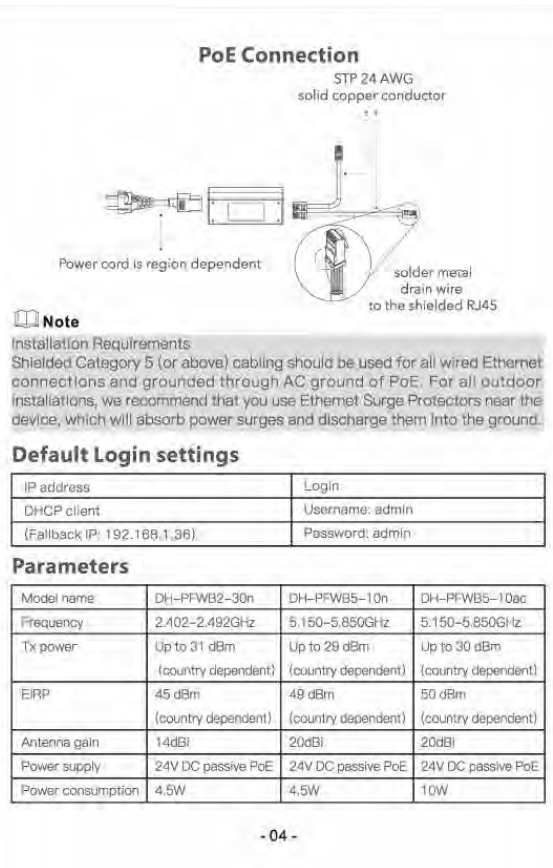 PoE Connection
STP 24 AWG
solid copper conductor
Power cord is region dependent
solder metal
drain wire
to the shielded RJ45
Note
Installation Requirements
Shielded Category 5 (or above) cabling should be used for all wired Ethernet
connections and grounded through AC ground of PoE. For all outdoor
installations, we recommend that you use Ethernet Surge Protectors near the
device, which will absorb power surges and discharge them into the ground.
Default Login settings
IP address Login
DHCP client Username: admin
(Fallback IP: 192.168.1.36) Password: admin
Parameters
Model name DH-PFWB2-30n DH-PFWB5-10n DH-PFWB5-10ac
Frequency 2.402-2.492GHz 5.150-5.850GHz 5.150-5.850GHz
Tx power Up to 31 dBm Up to 29 dBm Up to 30 dBm
(country dependent) (country dependent) (country dependent)
EIRP 45 dBm 49 dBm 50 dBm
(country dependent) (country dependent) (country dependent)
Antenna gain 14dBi 20dBi 20dBi
Power supply 24V DC passive PoE 24V DC passive PoE 24V DC passive PoE
Power consumption 4.5W 4.5W 10W
- 04 -